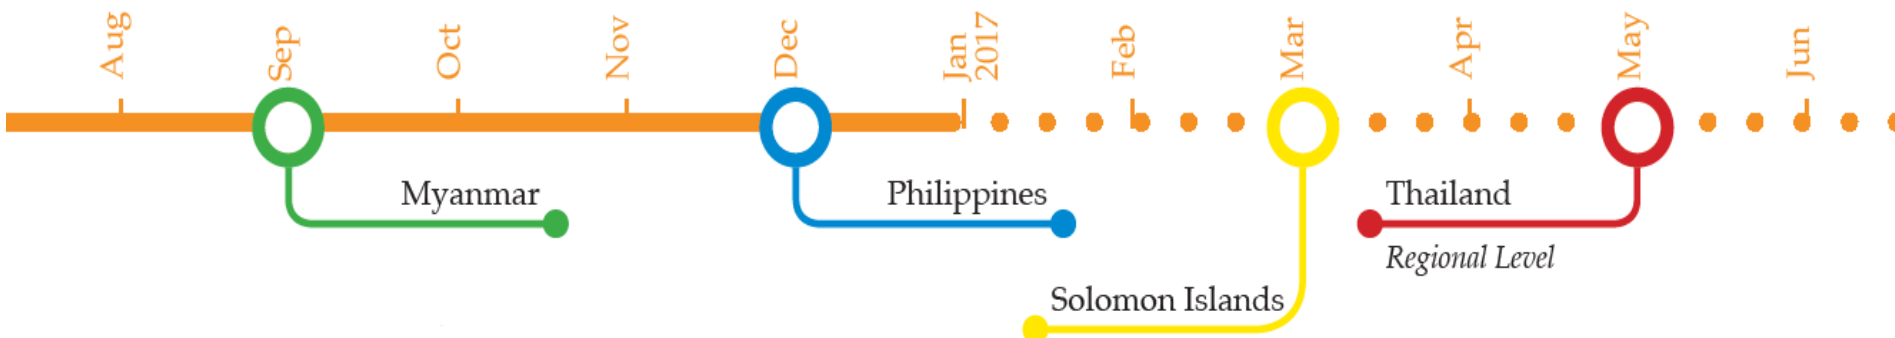 Aug
Sep
Oct
Nov
Dec
Jan
2017
Feb
Mar
Apr
May
Jun
Myanmar
Philippines
Thailand
Regional Level
Solomon Islands